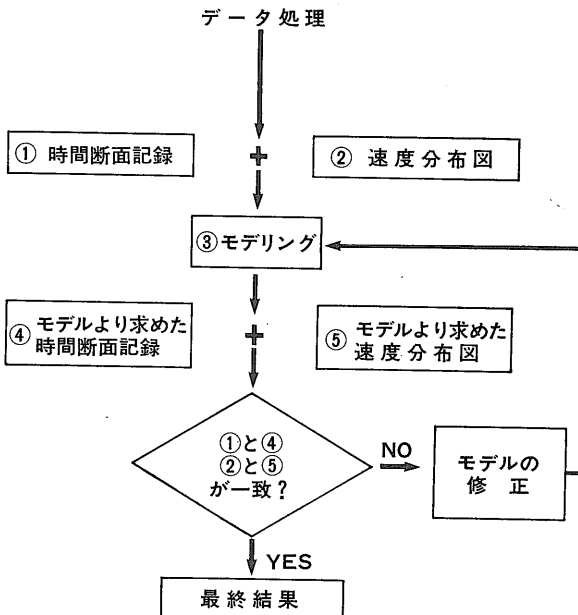 データ処理
① 時間断面記録
+
② 速度分布図
③モデリング
④ モデルより求めた
時間断面記録
+
⑤ モデルより求めた
速度分布図
①と④
②と⑤
が一致?
NO
モデルの
修正
YES
最終結果